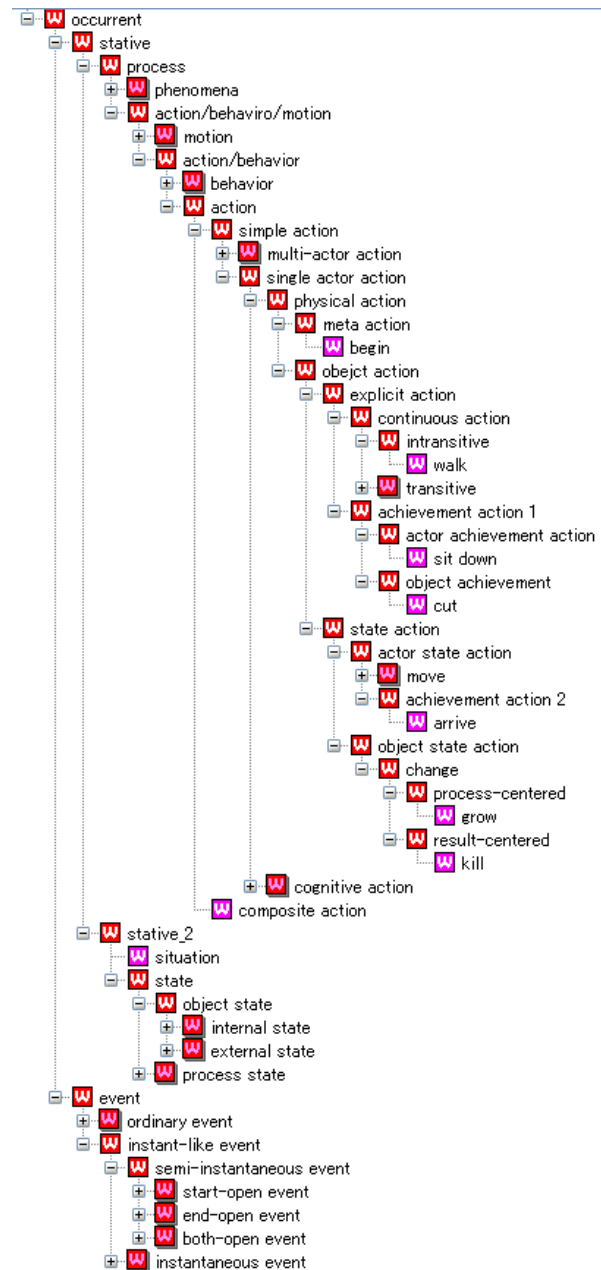 occurrent
stative
process
phenomena
action/behaviro/motion
motion
action/behavior
behavior
action
simple action
multi-actor action
single actor action
physical action
meta action
begin
obejct action
explicit action
continuous action
intransitive
walk
transitive
achievement action 1
actor achievement action
sit down
object achievement
cut
state action
actor state action
move
achievement action 2
arrive
object state action
change
process-centered
grow
result-centered
kill
cognitive action
composite action
stative_2
situation
state
object state
internal state
external state
process state
event
ordinary event
instant-like event
semi-instantaneous event
start-open event
end-open event
both-open event
instantaneous event